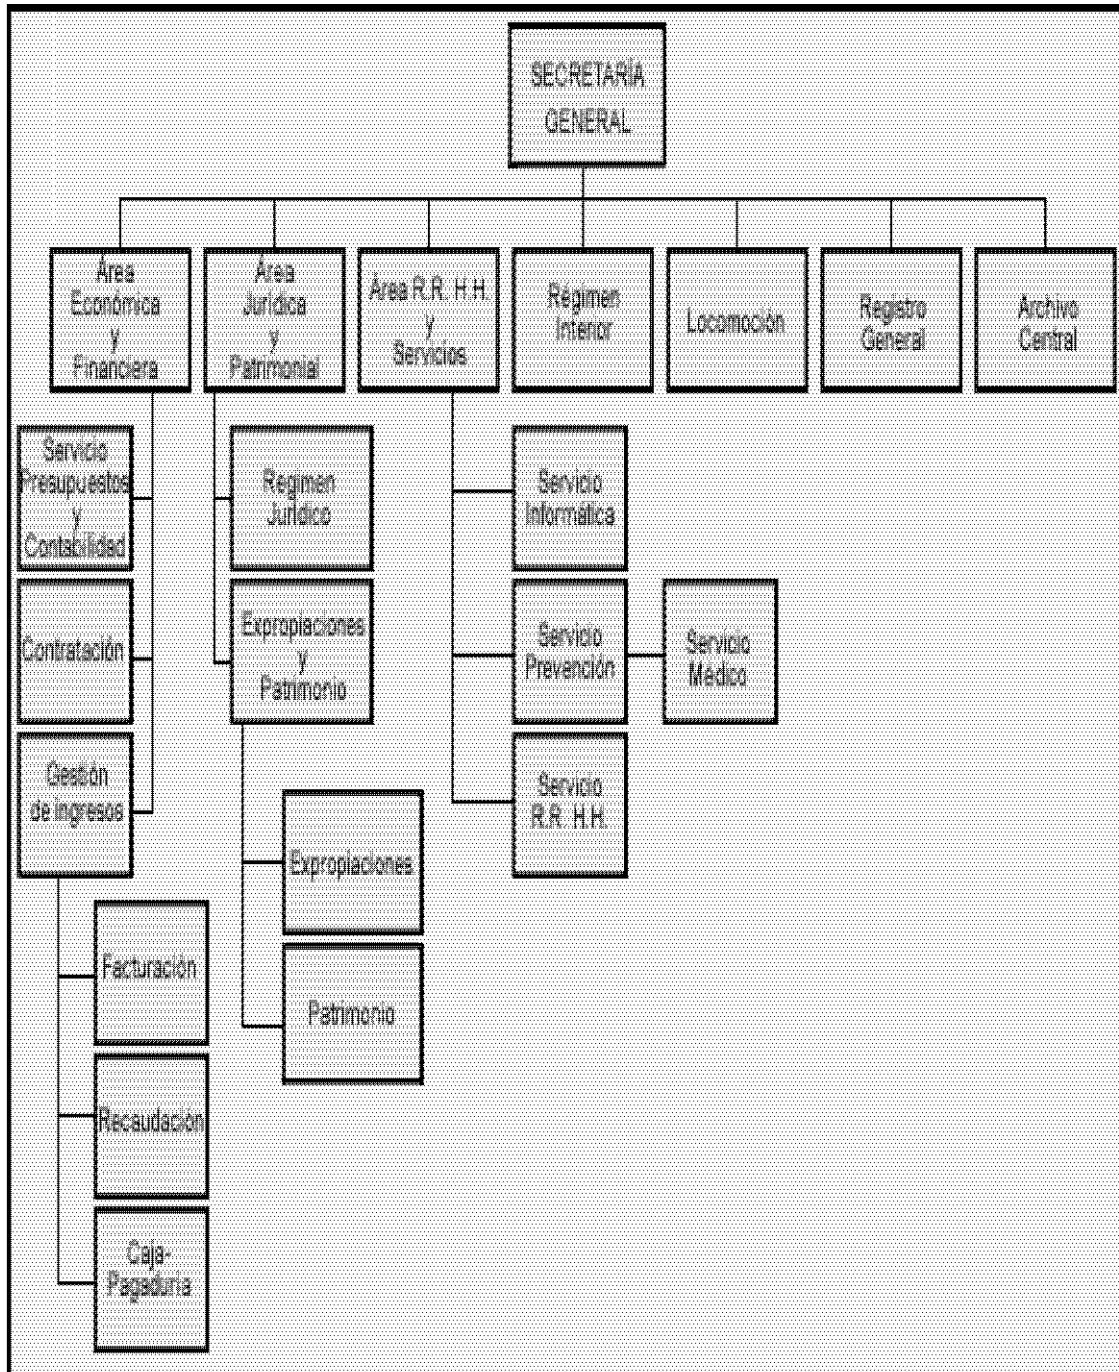 SECRETARÍA
GENERAL
Área
Económica
y
Financiera
Área
Jurídica
y
Patrimonial
Área R.R. H.H.
y
Servicios
Régimen
Interior
Locomoción
Registro
General
Archivo
Central
Servicio
Presupuestos
y
Contabilidad
Régimen
Jurídico
Servicio
Informática
Contratación
Expropiaciones
y
Patrimonio
Servicio
Prevención
Servicio
Médico
Gestión
de ingresos
Servicio
R.R. H.H.
Expropiaciones
Facturación
Patrimonio
Recaudación
Caja-
Pagaduría